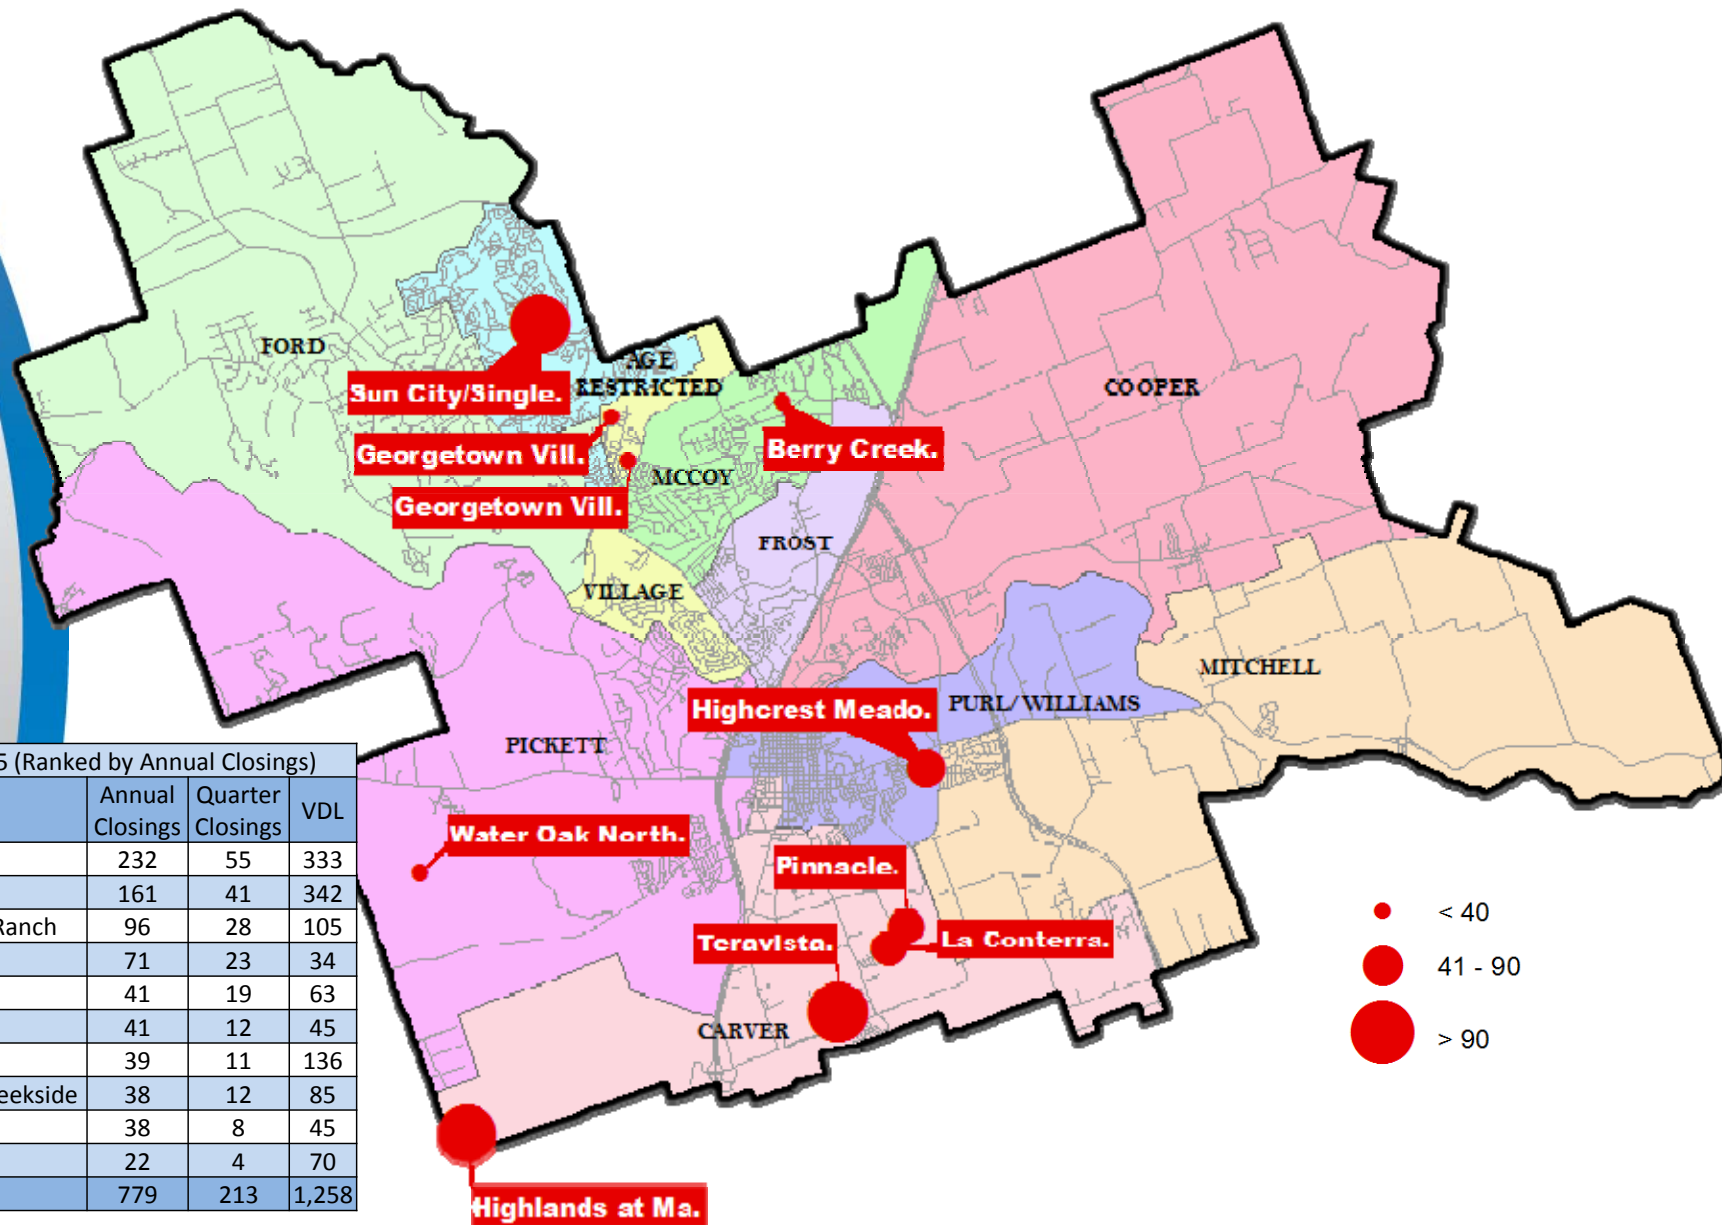 FORD
AGE
RESTRICTED
COOPER
Sun City/Single.
Georgetown Vill.
Berry Creek.
MCCOY
Georgetown Vill.
FROST
VILLAGE
MITCHELL
Highcrest Meado.
PURL/WILLIAMS
PICKETT
Water Oak North.
Pinnacle.
Teravista.
La Conterra.
CARVER
Highlands at Ma.
< 40
41 - 90
> 90
5 (Ranked by Annual Closings)
Annual Closings Quarter Closings VDL
232 55 333
161 41 342
Ranch 96 28 105
71 23 34
41 19 63
41 12 45
39 11 136
eekside 38 12 85
38 8 45
22 4 70
779 213 1,258